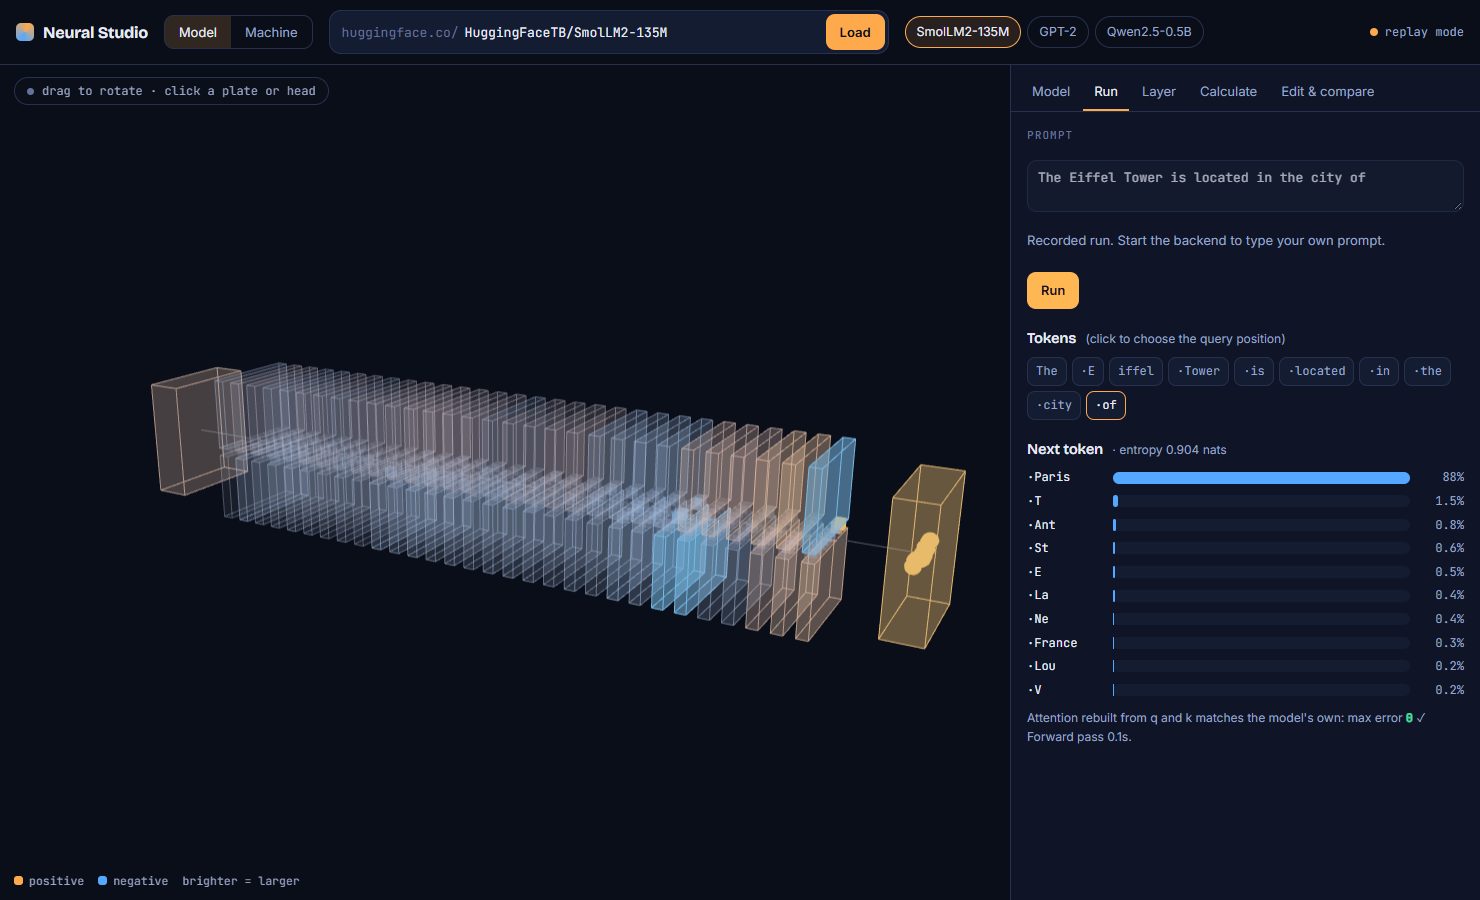 Neural Studio
Model Machine
huggingface.co/ HuggingFaceTB/SmolLM2-135M Load
SmolLM2-135M GPT-2 Qwen2.5-0.5B
replay mode
drag to rotate · click a plate or head
Model Run Layer Calculate Edit & compare
PROMPT
The Eiffel Tower is located in the city of
Recorded run. Start the backend to type your own prompt.
Run
Tokens (click to choose the query position)
The ·E iffel ·Tower ·is ·located ·in ·the
·city ·of
Next token · entropy 0.904 nats
·Paris 88%
·T 1.5%
·Ant 0.8%
·St 0.6%
·E 0.5%
·La 0.4%
·Ne 0.4%
·France 0.3%
·Lou 0.2%
·V 0.2%
Attention rebuilt from q and k matches the model's own: max error 0 ✓
Forward pass 0.1s.
positive negative brighter = larger